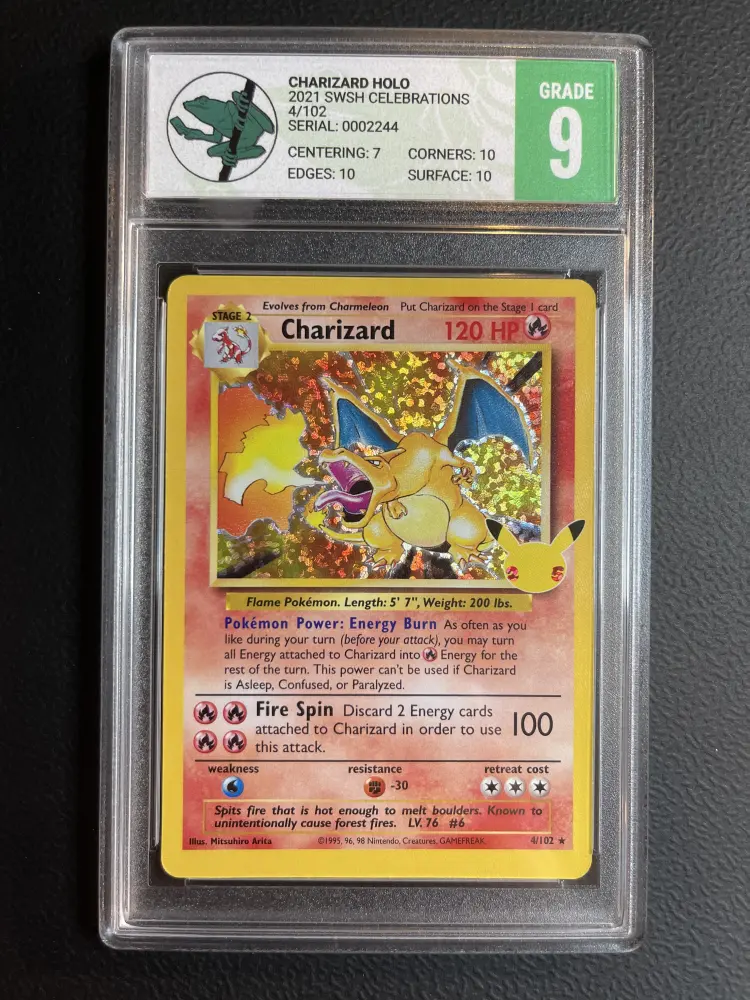 CHARIZARD HOLO
2021 SWSH CELEBRATIONS
4/102
SERIAL: 0002244
CENTERING: 7 CORNERS: 10
EDGES: 10 SURFACE: 10
GRADE
9
Evolves from Charmeleon Put Charizard on the Stage 1 card
STAGE 2
Charizard 120 HP
Flame Pokémon. Length: 5' 7", Weight: 200 lbs.
Pokémon Power: Energy Burn As often as you
like during your turn (before your attack), you may turn
all Energy attached to Charizard into Energy for the
rest of the turn. This power can't be used if Charizard
is Asleep, Confused, or Paralyzed.
Fire Spin Discard 2 Energy cards
attached to Charizard in order to use
this attack.
100
weakness resistance retreat cost
-30
Spits fire that is hot enough to melt boulders. Known to
unintentionally cause forest fires. LV. 76 #6
Illus. Mitsuhiro Arita ©1995, 96, 98 Nintendo, Creatures, GAMEFREAK. 4/102 ★